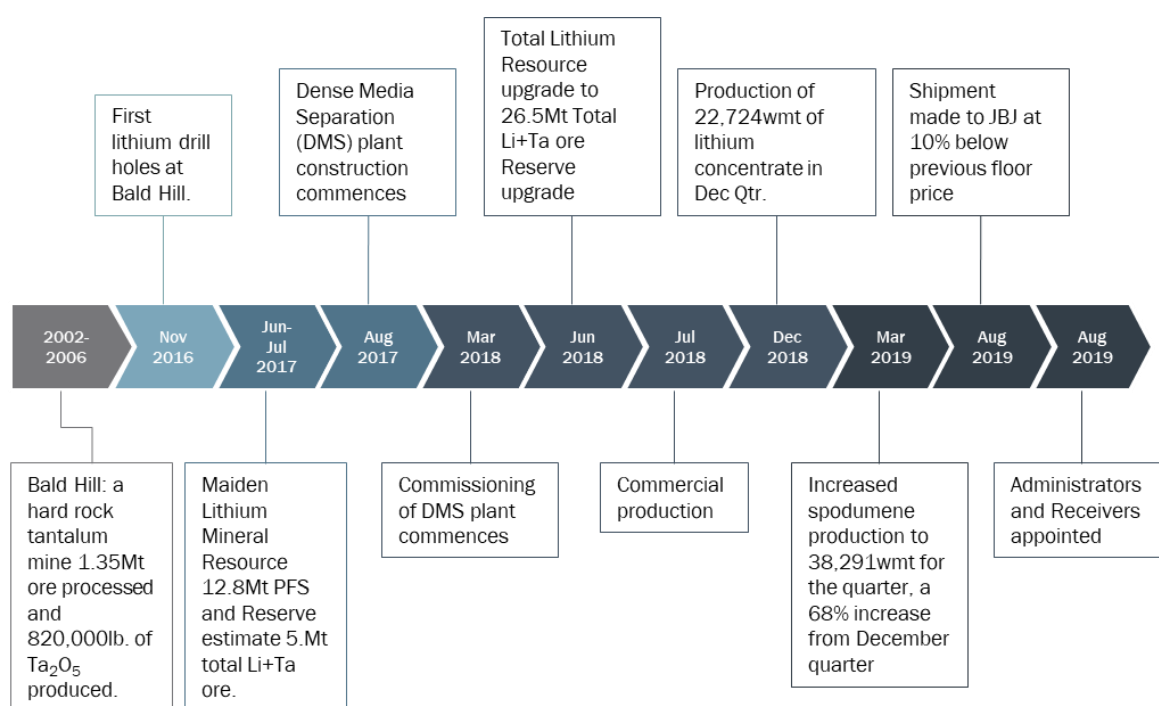 First
lithium drill
holes at
Bald Hill.
Dense Media
Separation
(DMS) plant
construction
commences
Total Lithium
Resource
upgrade to
26.5Mt Total
Li+Ta ore
Reserve
upgrade
Production of
22,724wmt of
lithium
concentrate in
Dec Qtr.
Shipment
made to JBJ at
10% below
previous floor
price
2002-
2006
Nov
2016
Jun-
Jul
2017
Aug
2017
Mar
2018
Jun
2018
Jul
2018
Dec
2018
Mar
2019
Aug
2019
Aug
2019
Bald Hill: a
hard rock
tantalum
mine 1.35Mt
ore processed
and
820,000lb. of
Ta₂O₅
produced.
Maiden
Lithium
Mineral
Resource
12.8Mt PFS
and Reserve
estimate 5.Mt
total Li+Ta
ore.
Commissioning
of DMS plant
commences
Commercial
production
Increased
spodumene
production to
38,291wmt for
the quarter, a
68% increase
from December
quarter
Administrators
and Receivers
appointed